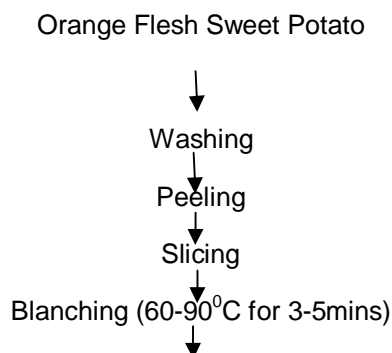 Orange Flesh Sweet Potato
Washing
Peeling
Slicing
Blanching (60-90⁰C for 3-5mins)